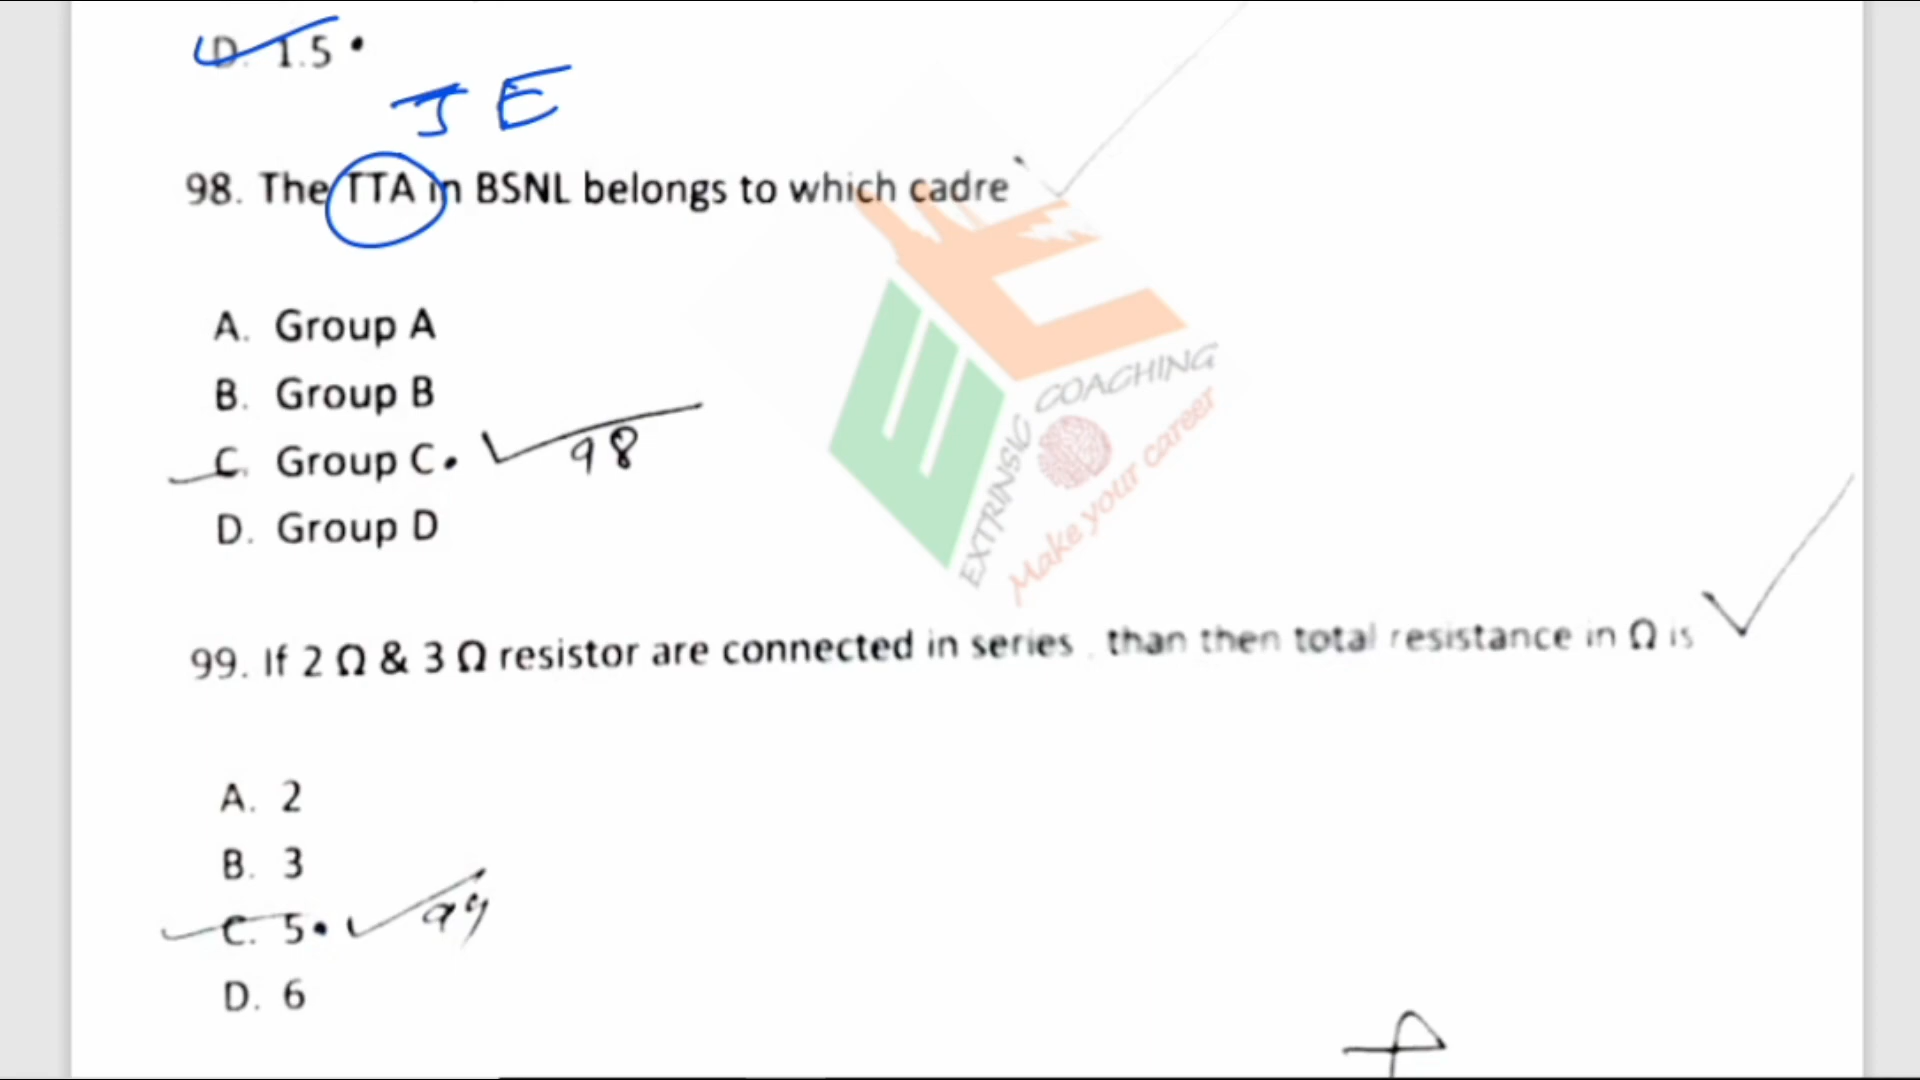 D. 1.5
JE
98. The TTA in BSNL belongs to which cadre
A. Group A
B. Group B
C. Group C
98
D. Group D
EXTRINSIC COACHING
Make your career
99. If 2 Ω & 3 Ω resistor are connected in series , than then total resistance in Ω is
A. 2
B. 3
C. 5
99
D. 6